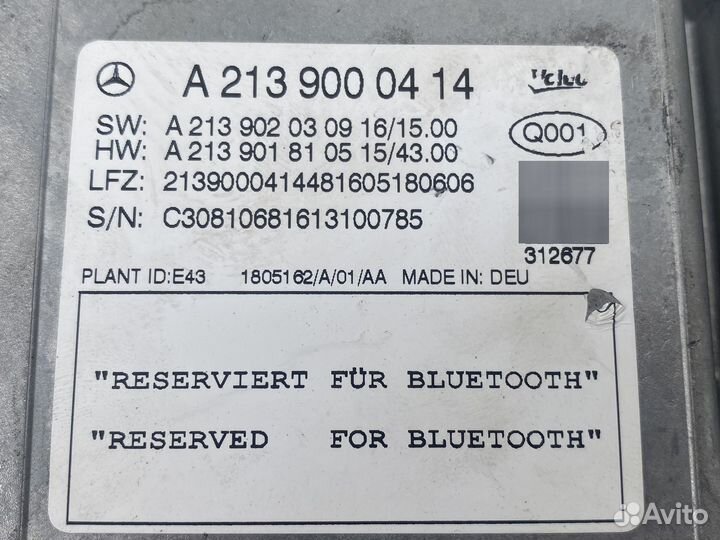 A 213 900 04 14
Valeo
SW: A 213 902 03 09 16/15.00
HW: A 213 901 81 05 15/43.00
Q001
LFZ: 2139000414481605180606
S/N: C30810681613100785
312677
PLANT ID:E43 1805162/A/01/AA MADE IN: DEU
"RESERVIERT FÜR BLUETOOTH"
"RESERVED FOR BLUETOOTH"
Avito